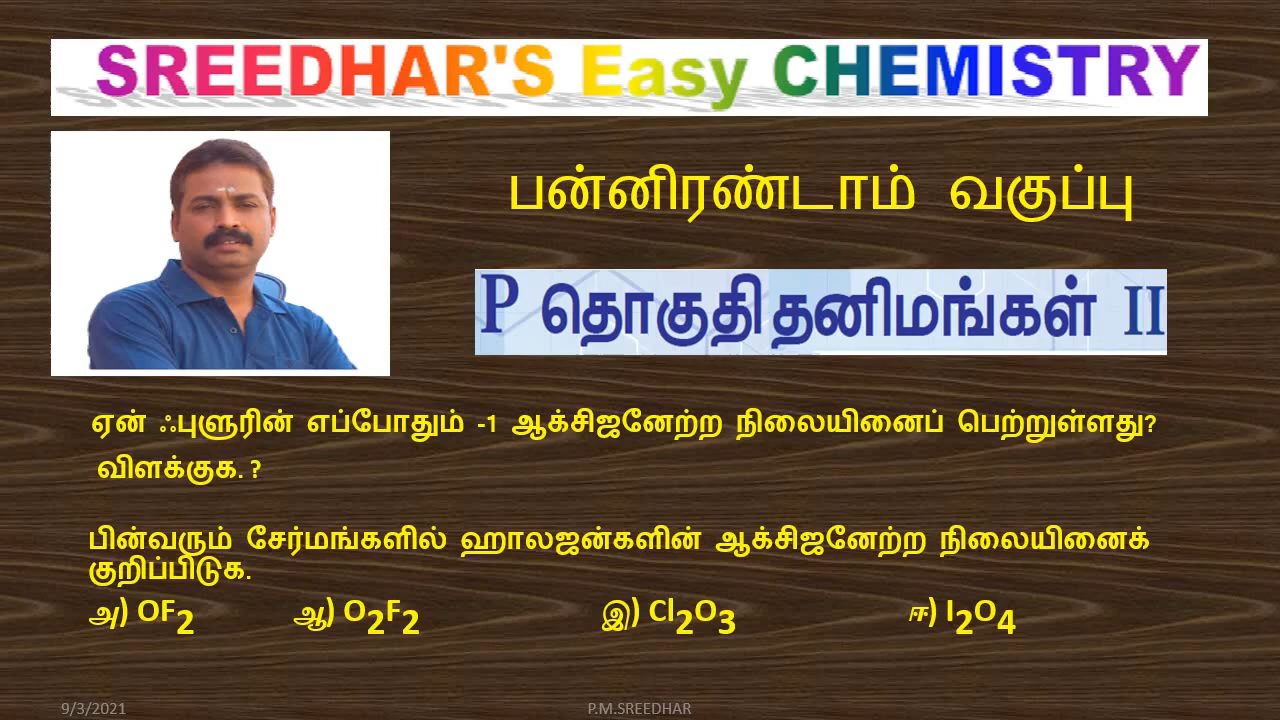 SREEDHAR'S Easy CHEMISTRY
பன்னிரண்டாம் வகுப்பு
P தொகுதி தனிமங்கள் II
ஏன் ஃபுளுரின் எப்போதும் -1 ஆக்சிஜனேற்ற நிலையினைப் பெற்றுள்ளது?
விளக்குக. ?
பின்வரும் சேர்மங்களில் ஹாலஜன்களின் ஆக்சிஜனேற்ற நிலையினைக்
குறிப்பிடுக.
அ) OF2 ஆ) O2F2 இ) Cl2O3 ஈ) I2O4
9/3/2021 P.M.SREEDHAR